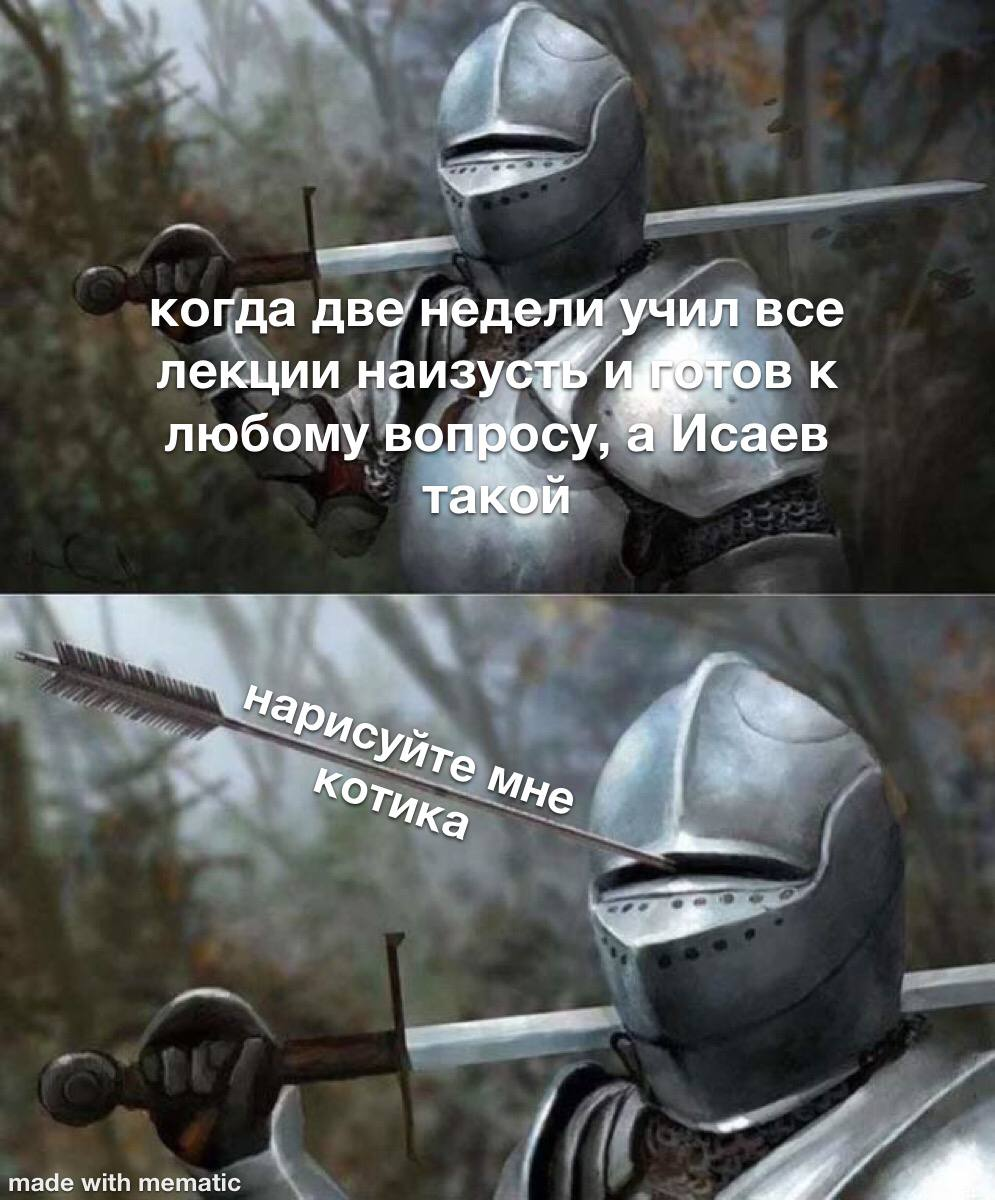 когда две недели учил все
лекции наизусть и готов к
любому вопросу, а Исаев
такой
нарисуйте мне
котика
made with mematic